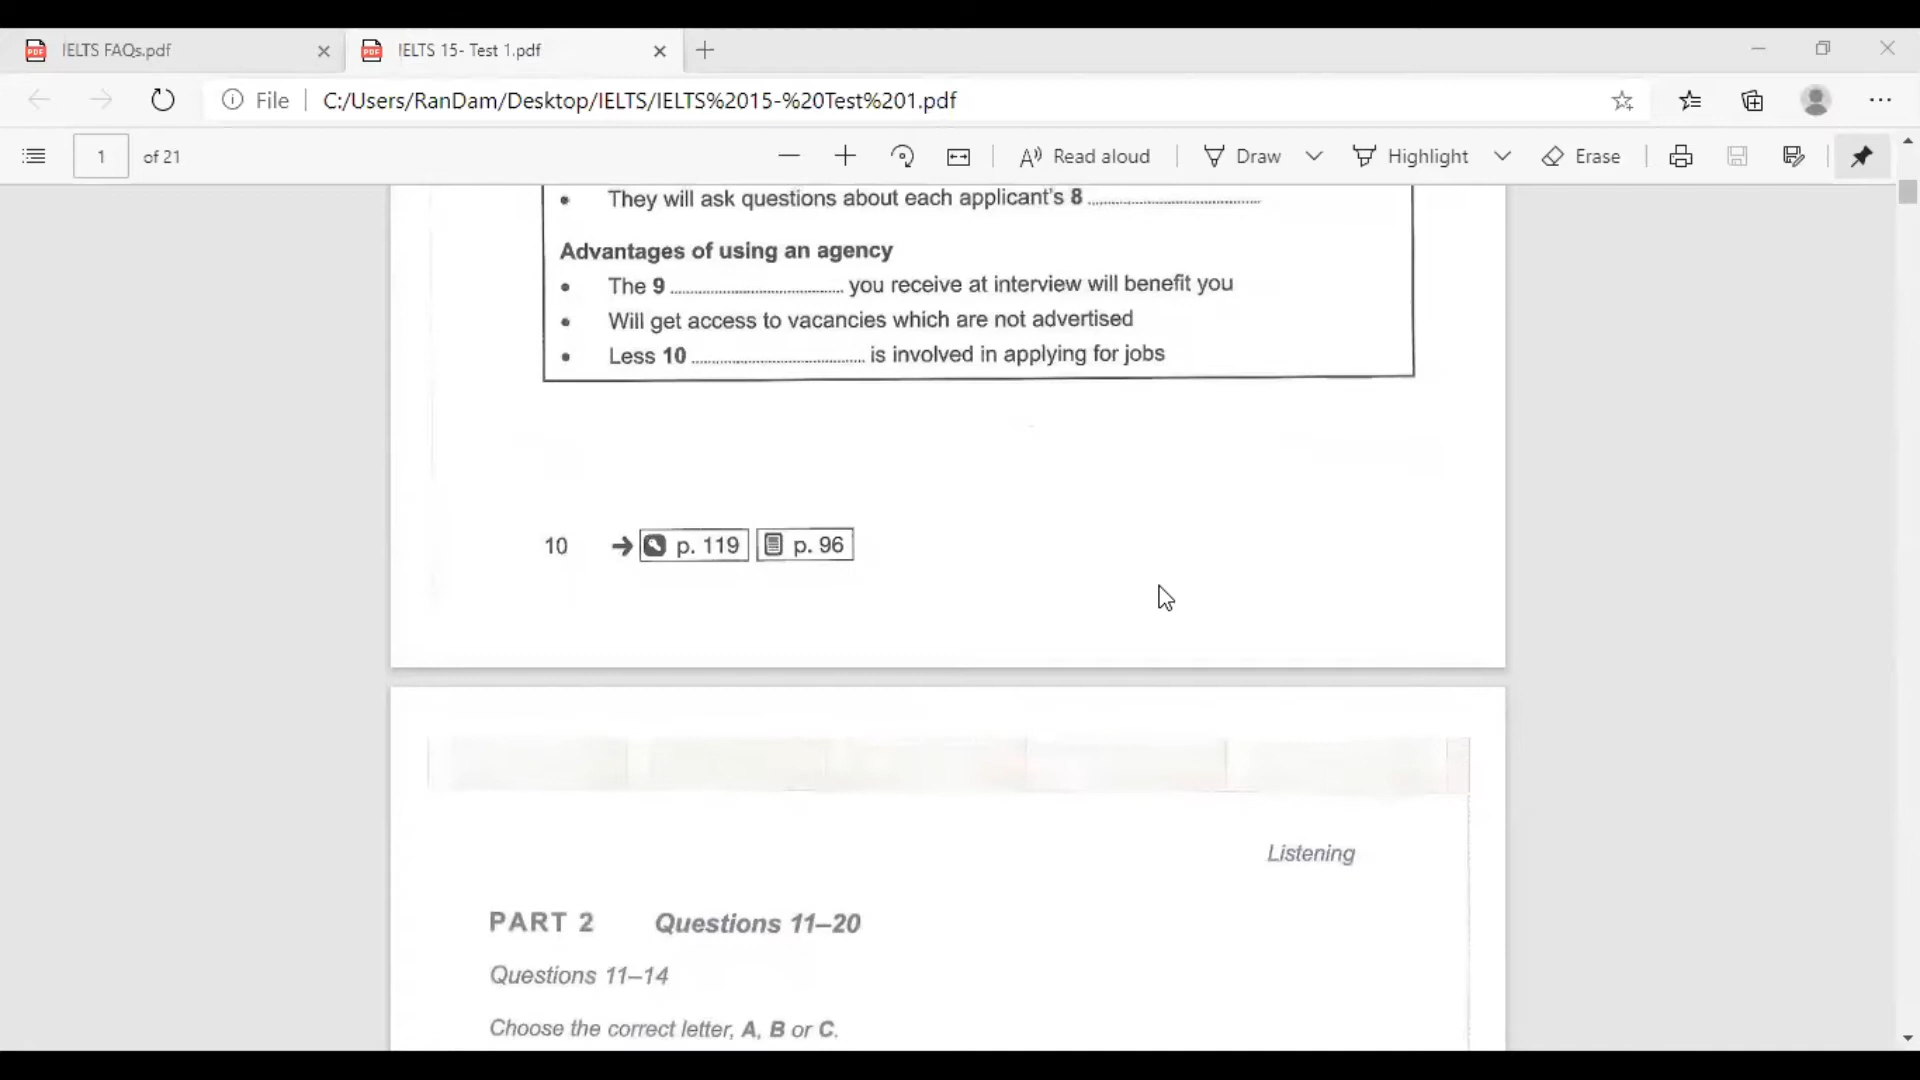 IELTS FAQs.pdf
IELTS 15- Test 1.pdf
File
C:/Users/RanDam/Desktop/IELTS/IELTS%2015-%20Test%201.pdf
1 of 21
Read aloud
Draw
Highlight
Erase
• They will ask questions about each applicant's 8 ........................................
Advantages of using an agency
• The 9 ........................................ you receive at interview will benefit you
• Will get access to vacancies which are not advertised
• Less 10 ........................................ is involved in applying for jobs
10 → p. 119 p. 96
Listening
PART 2 Questions 11–20
Questions 11–14
Choose the correct letter, A, B or C.